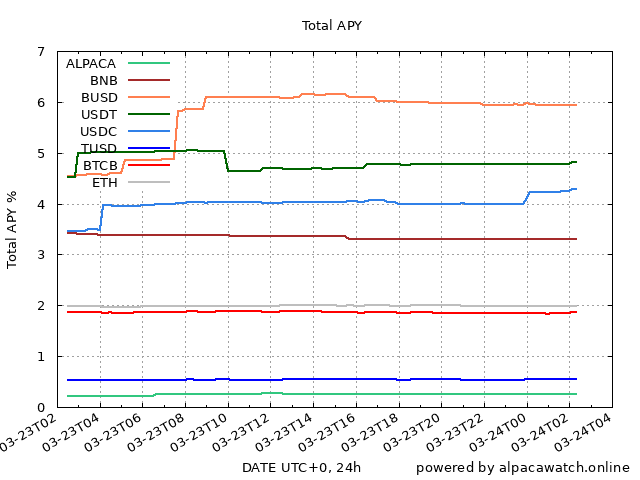 Total APY
7
6
5
4
3
2
1
0
Total APY %
ALPACA
BNB
BUSD
USDT
USDC
TUSD
BTCB
ETH
03-23T02
03-23T04
03-23T06
03-23T08
03-23T10
03-23T12
03-23T14
03-23T16
03-23T18
03-23T20
03-23T22
03-24T00
03-24T02
03-24T04
DATE UTC+0, 24h
powered by alpacawatch.online